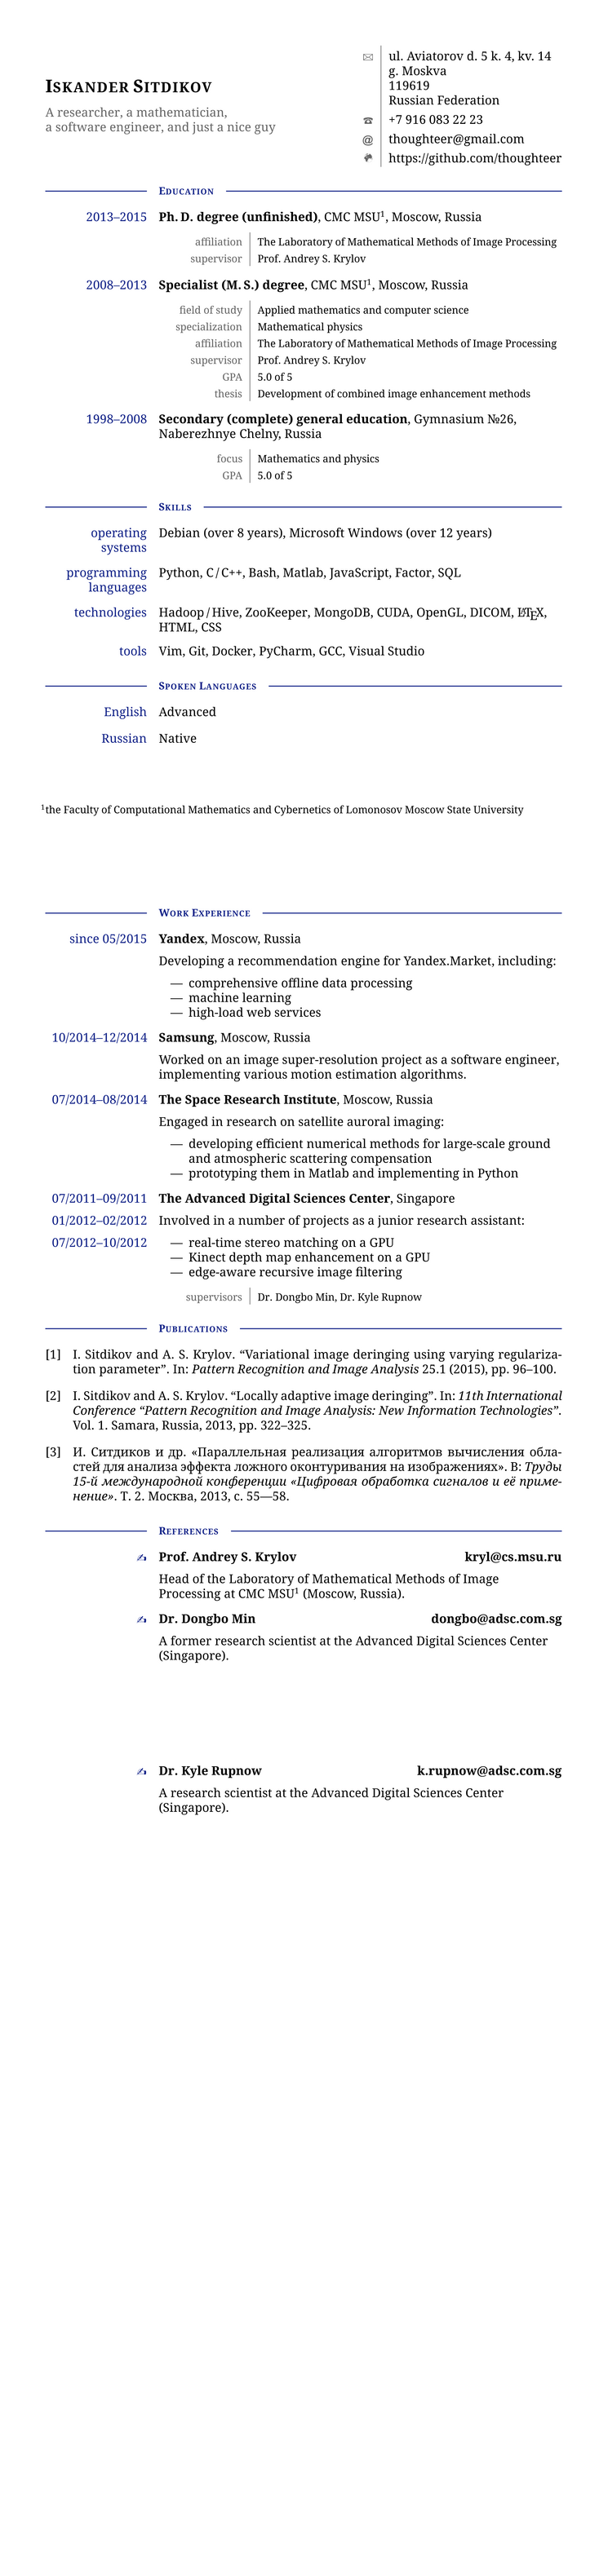 ISKANDER SITDIKOV
A researcher, a mathematician,
a software engineer, and just a nice guy
ul. Aviatorov d. 5 k. 4, kv. 14
g. Moskva
119619
Russian Federation
+7 916 083 22 23
@ thoughteer@gmail.com
https://github.com/thoughteer
EDUCATION
2013–2015 Ph. D. degree (unfinished), CMC MSU¹, Moscow, Russia
affiliation The Laboratory of Mathematical Methods of Image Processing
supervisor Prof. Andrey S. Krylov
2008–2013 Specialist (M. S.) degree, CMC MSU¹, Moscow, Russia
field of study Applied mathematics and computer science
specialization Mathematical physics
affiliation The Laboratory of Mathematical Methods of Image Processing
supervisor Prof. Andrey S. Krylov
GPA 5.0 of 5
thesis Development of combined image enhancement methods
1998–2008 Secondary (complete) general education, Gymnasium №26,
Naberezhnye Chelny, Russia
focus Mathematics and physics
GPA 5.0 of 5
SKILLS
operating Debian (over 8 years), Microsoft Windows (over 12 years)
systems
programming Python, C / C++, Bash, Matlab, JavaScript, Factor, SQL
languages
technologies Hadoop / Hive, ZooKeeper, MongoDB, CUDA, OpenGL, DICOM, LATEX,
HTML, CSS
tools Vim, Git, Docker, PyCharm, GCC, Visual Studio
SPOKEN LANGUAGES
English Advanced
Russian Native
¹the Faculty of Computational Mathematics and Cybernetics of Lomonosov Moscow State University
WORK EXPERIENCE
since 05/2015 Yandex, Moscow, Russia
Developing a recommendation engine for Yandex.Market, including:
— comprehensive offline data processing
— machine learning
— high-load web services
10/2014–12/2014 Samsung, Moscow, Russia
Worked on an image super-resolution project as a software engineer,
implementing various motion estimation algorithms.
07/2014–08/2014 The Space Research Institute, Moscow, Russia
Engaged in research on satellite auroral imaging:
— developing efficient numerical methods for large-scale ground
and atmospheric scattering compensation
— prototyping them in Matlab and implementing in Python
07/2011–09/2011 The Advanced Digital Sciences Center, Singapore
01/2012–02/2012 Involved in a number of projects as a junior research assistant:
07/2012–10/2012 — real-time stereo matching on a GPU
— Kinect depth map enhancement on a GPU
— edge-aware recursive image filtering
supervisors Dr. Dongbo Min, Dr. Kyle Rupnow
PUBLICATIONS
[1] I. Sitdikov and A. S. Krylov. “Variational image deringing using varying regulariza-
tion parameter”. In: Pattern Recognition and Image Analysis 25.1 (2015), pp. 96–100.
[2] I. Sitdikov and A. S. Krylov. “Locally adaptive image deringing”. In: 11th International
Conference “Pattern Recognition and Image Analysis: New Information Technologies”.
Vol. 1. Samara, Russia, 2013, pp. 322–325.
[3] И. Ситдиков и др. «Параллельная реализация алгоритмов вычисления обла-
стей для анализа эффекта ложного оконтуривания на изображениях». В: Труды
15-й международной конференции «Цифровая обработка сигналов и её приме-
нение». Т. 2. Москва, 2013, с. 55—58.
REFERENCES
Prof. Andrey S. Krylov kryl@cs.msu.ru
Head of the Laboratory of Mathematical Methods of Image
Processing at CMC MSU¹ (Moscow, Russia).
Dr. Dongbo Min dongbo@adsc.com.sg
A former research scientist at the Advanced Digital Sciences Center
(Singapore).
Dr. Kyle Rupnow k.rupnow@adsc.com.sg
A research scientist at the Advanced Digital Sciences Center
(Singapore).